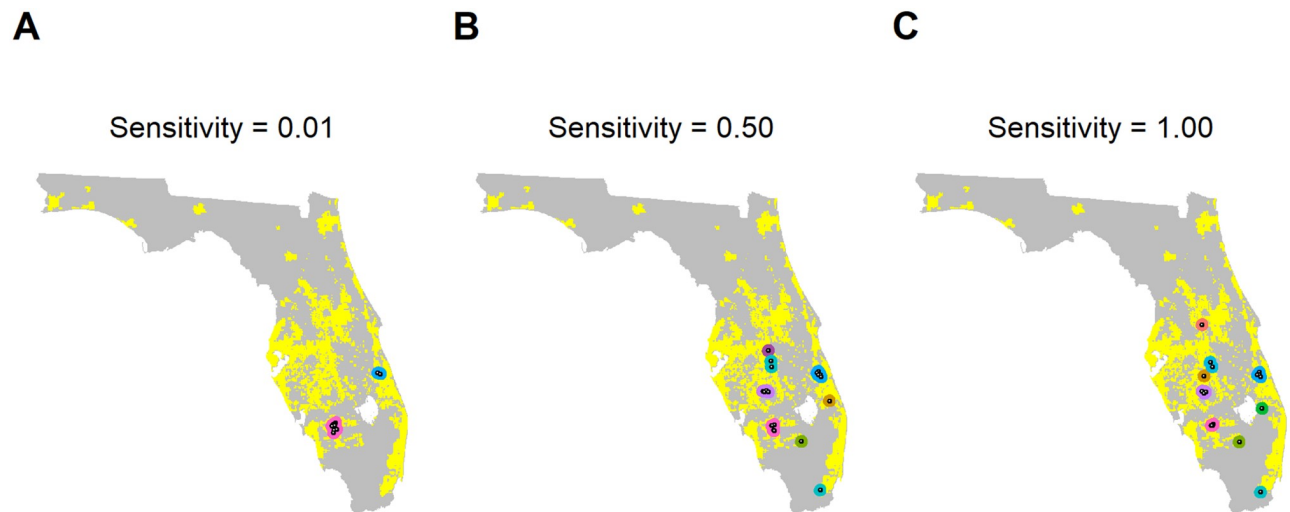 A
B
C
Sensitivity = 0.01
Sensitivity = 0.50
Sensitivity = 1.00